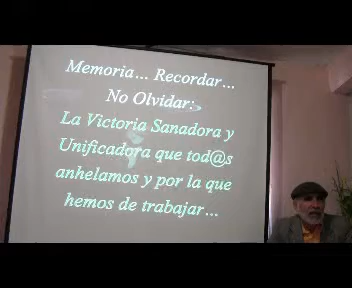 Memoria... Recordar...
No Olvidar:
La Victoria Sanadora y
Unificadora que tod@s
anhelamos y por la que
hemos de trabajar...